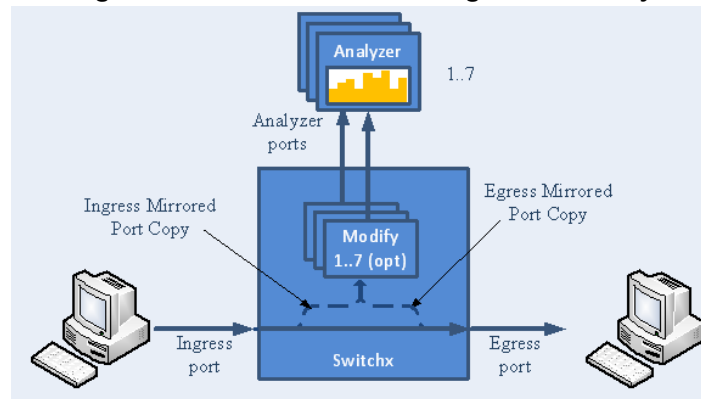 Analyzer
1..7
Analyzer
ports
Ingress Mirrored
Port Copy
Egress Mirrored
Port Copy
Modify
1..7 (opt)
Ingress
port
Egress
port
Switchx